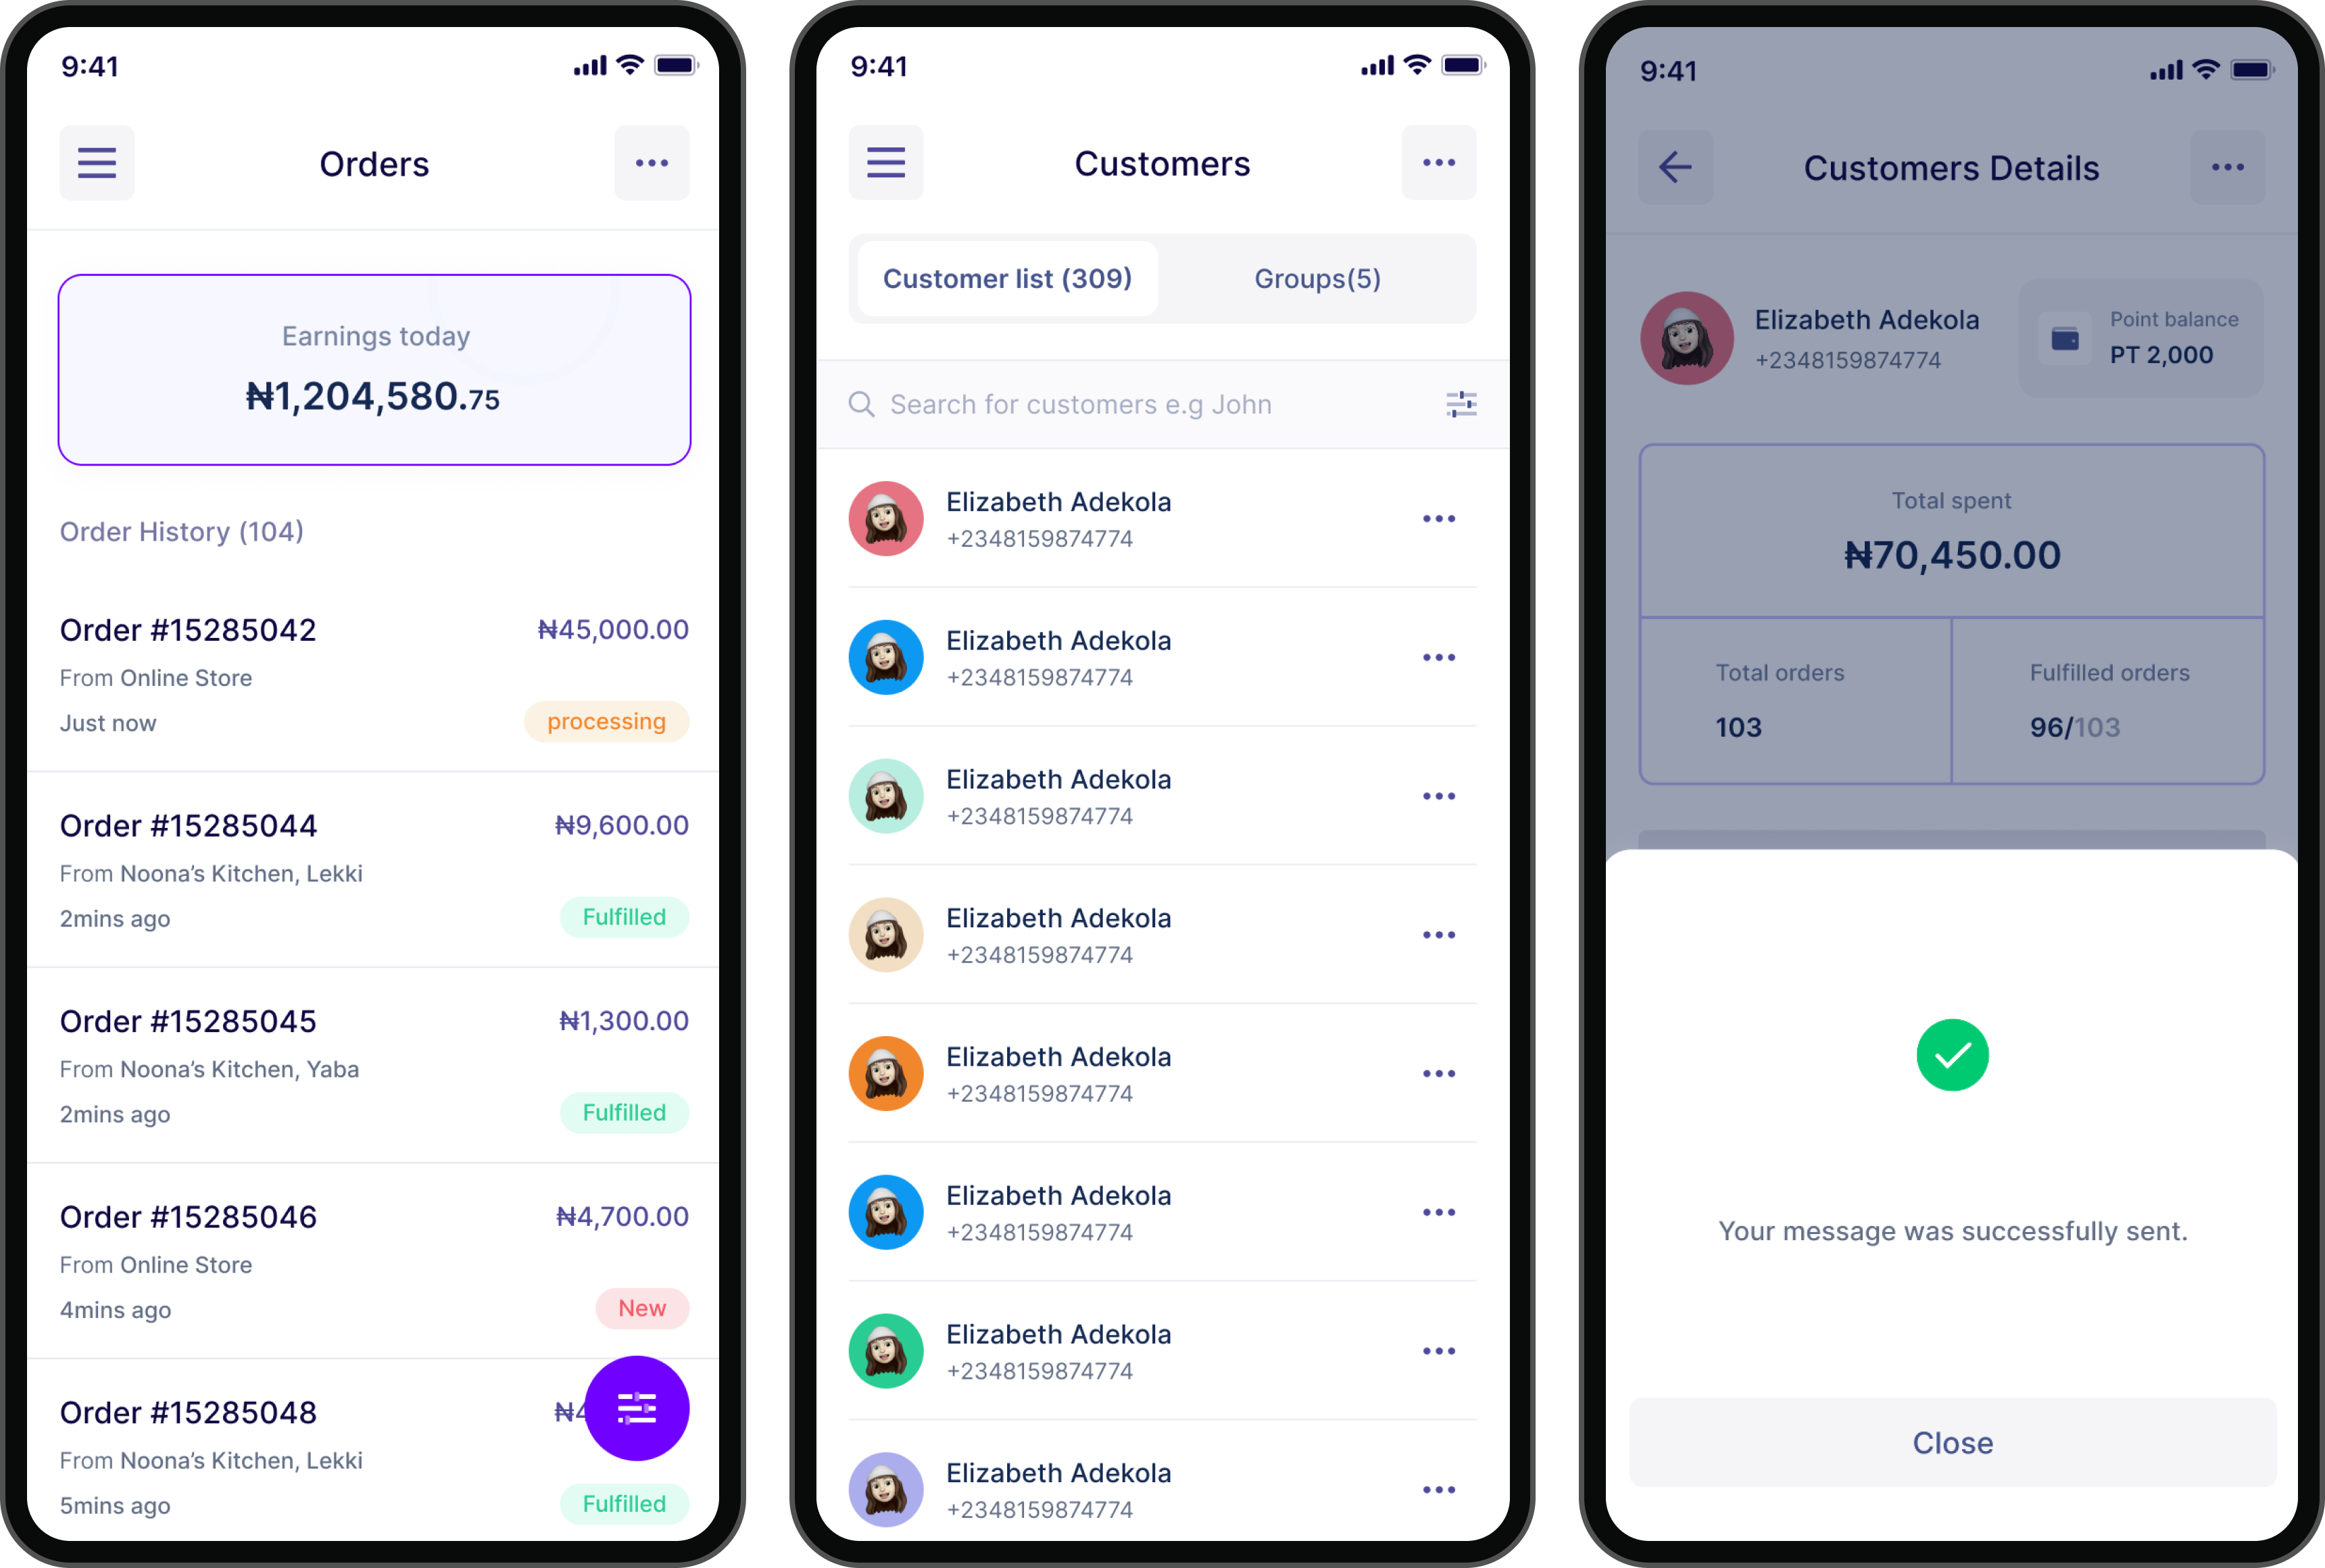 9:41
Orders
Earnings today
₦1,204,580.75
Order History (104)
Order #15285042
₦45,000.00
From Online Store
Just now
processing
Order #15285044
₦9,600.00
From Noona’s Kitchen, Lekki
2mins ago
Fulfilled
Order #15285045
₦1,300.00
From Noona’s Kitchen, Yaba
2mins ago
Fulfilled
Order #15285046
₦4,700.00
From Online Store
4mins ago
New
Order #15285048
From Noona’s Kitchen, Lekki
5mins ago
Fulfilled
9:41
Customers
Customer list (309)
Groups(5)
Search for customers e.g John
Elizabeth Adekola
+2348159874774
Elizabeth Adekola
+2348159874774
Elizabeth Adekola
+2348159874774
Elizabeth Adekola
+2348159874774
Elizabeth Adekola
+2348159874774
Elizabeth Adekola
+2348159874774
Elizabeth Adekola
+2348159874774
Elizabeth Adekola
+2348159874774
9:41
Customers Details
Elizabeth Adekola
+2348159874774
Point balance
PT 2,000
Total spent
₦70,450.00
Total orders
103
Fulfilled orders
96/103
Your message was successfully sent.
Close